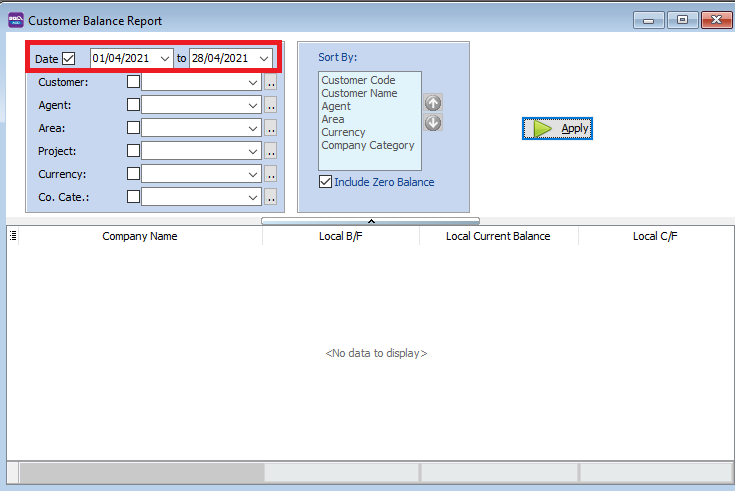 Customer Balance Report
Date 01/04/2021 to 28/04/2021
Customer: ..
Agent: ..
Area: ..
Project: ..
Currency: ..
Co. Cate.: ..
Sort By:
Customer Code
Customer Name
Agent
Area
Currency
Company Category
Include Zero Balance
Apply
Company Name Local B/F Local Current Balance Local C/F
<No data to display>